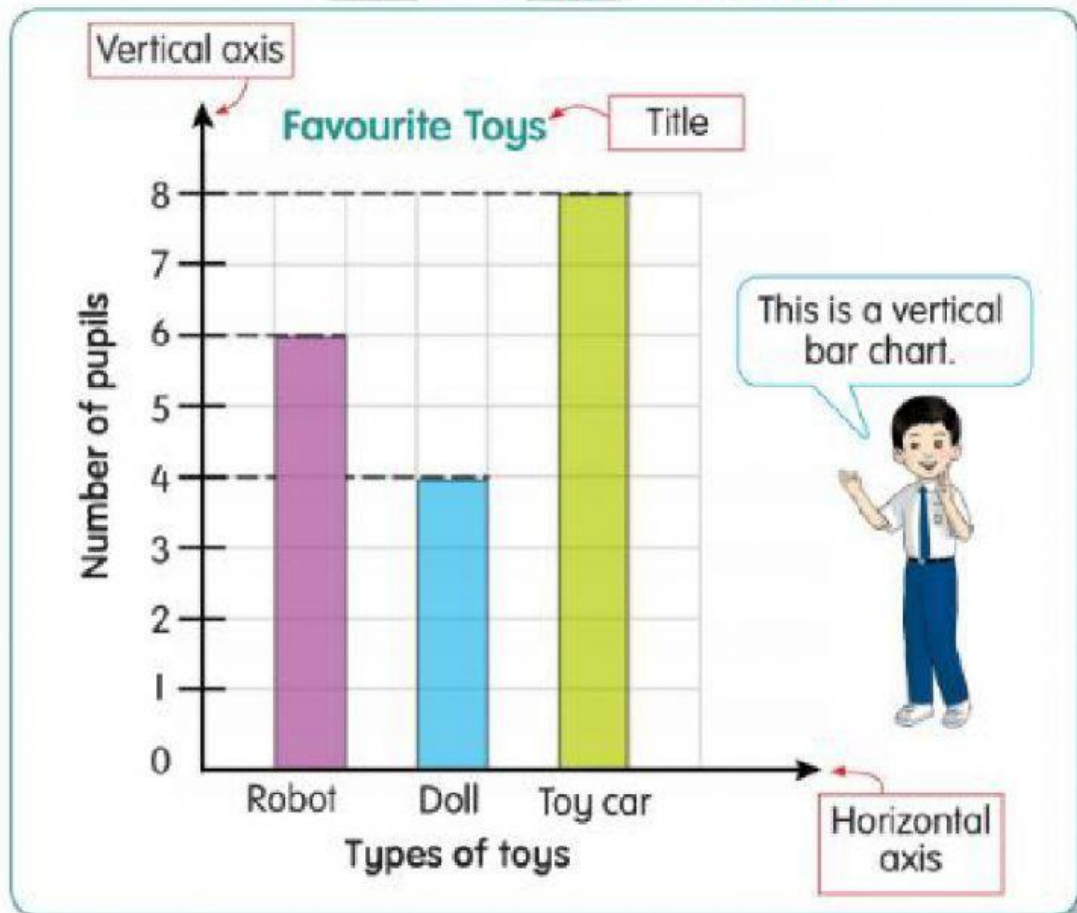 Vertical axis
Favourite Toys
Title
8
7
6
5
4
3
2
1
0
Number of pupils
This is a vertical
bar chart.
Robot Doll Toy car
Types of toys
Horizontal
axis